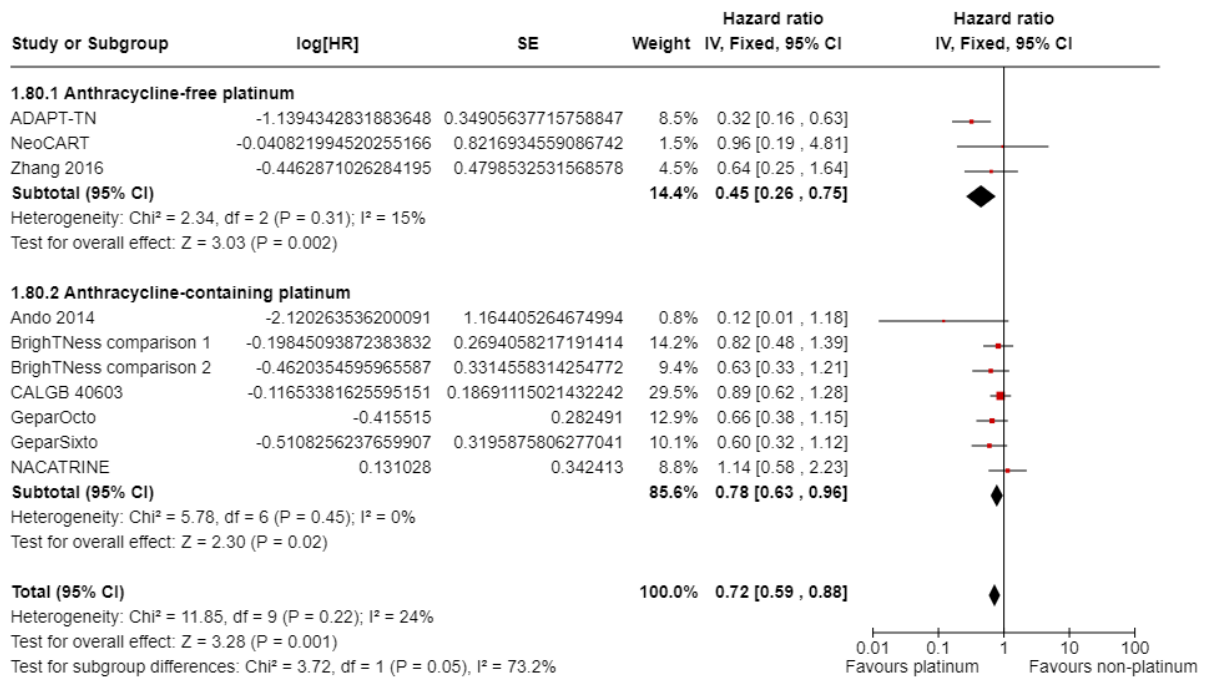 Hazard ratio Hazard ratio
Study or Subgroup log[HR] SE Weight IV, Fixed, 95% CI IV, Fixed, 95% CI
1.80.1 Anthracycline-free platinum
ADAPT-TN -1.1394342831883648 0.34905637715758847 8.5% 0.32 [0.16 , 0.63]
NeoCART -0.040821994520255166 0.8216934559086742 1.5% 0.96 [0.19 , 4.81]
Zhang 2016 -0.4462871026284195 0.4798532531568578 4.5% 0.64 [0.25 , 1.64]
Subtotal (95% CI) 14.4% 0.45 [0.26 , 0.75]
Heterogeneity: Chi² = 2.34, df = 2 (P = 0.31); I² = 15%
Test for overall effect: Z = 3.03 (P = 0.002)
1.80.2 Anthracycline-containing platinum
Ando 2014 -2.120263536200091 1.164405264674994 0.8% 0.12 [0.01 , 1.18]
BrighTNess comparison 1 -0.19845093872383832 0.2694058217191414 14.2% 0.82 [0.48 , 1.39]
BrighTNess comparison 2 -0.4620354595965587 0.3314558314254772 9.4% 0.63 [0.33 , 1.21]
CALGB 40603 -0.11653381625595151 0.18691115021432242 29.5% 0.89 [0.62 , 1.28]
GeparOcto -0.415515 0.282491 12.9% 0.66 [0.38 , 1.15]
GeparSixto -0.5108256237659907 0.3195875806277041 10.1% 0.60 [0.32 , 1.12]
NACATRINE 0.131028 0.342413 8.8% 1.14 [0.58 , 2.23]
Subtotal (95% CI) 85.6% 0.78 [0.63 , 0.96]
Heterogeneity: Chi² = 5.78, df = 6 (P = 0.45); I² = 0%
Test for overall effect: Z = 2.30 (P = 0.02)
Total (95% CI) 100.0% 0.72 [0.59 , 0.88]
Heterogeneity: Chi² = 11.85, df = 9 (P = 0.22); I² = 24%
Test for overall effect: Z = 3.28 (P = 0.001)
Test for subgroup differences: Chi² = 3.72, df = 1 (P = 0.05), I² = 73.2%
0.01 0.1 1 10 100
Favours platinum Favours non-platinum